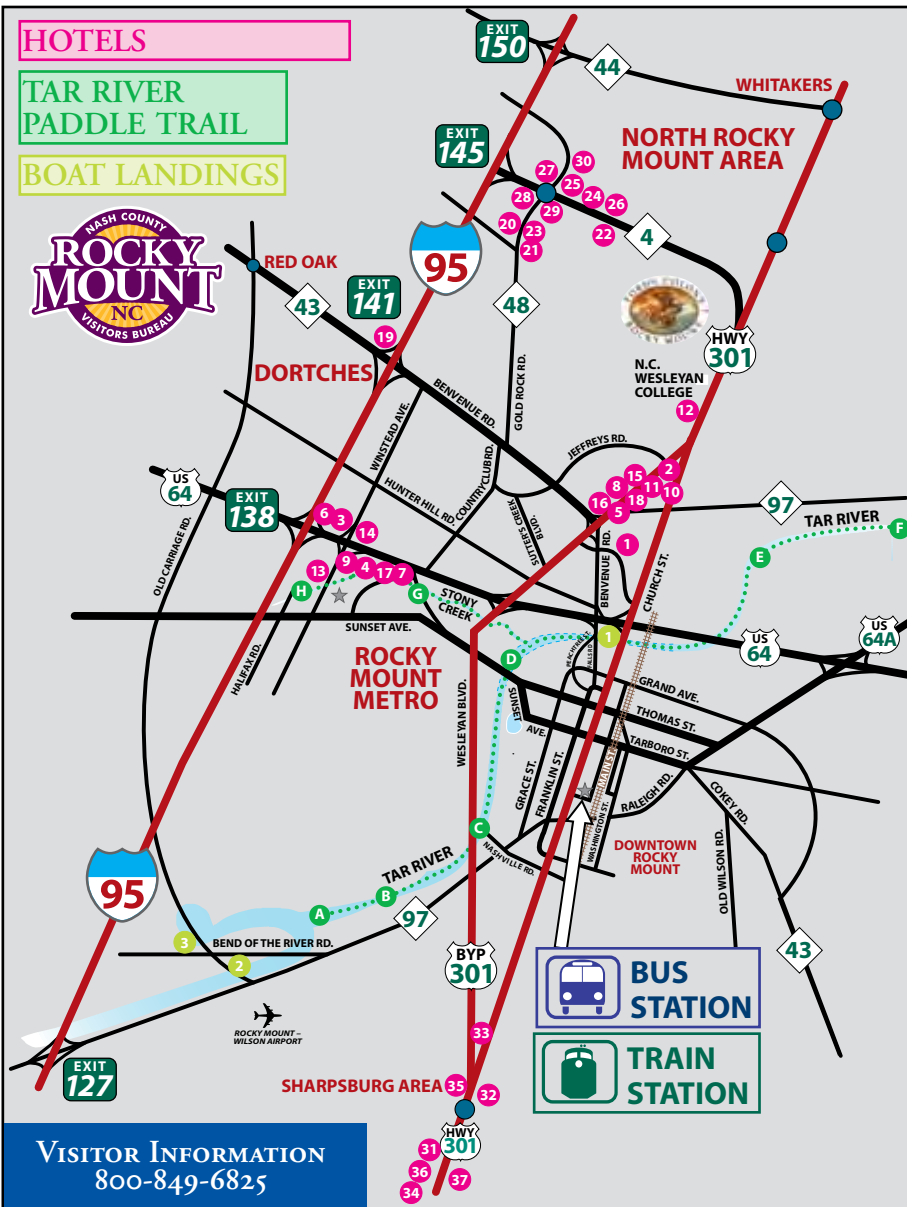 HOTELS
TAR RIVER
PADDLE TRAIL
BOAT LANDINGS
NASH COUNTY
ROCKY
MOUNT
NC
VISITORS BUREAU
EXIT
150
44
WHITAKERS
NORTH ROCKY
MOUNT AREA
EXIT
145
30
27
25
24
26
28
29
20
23
22
21
4
95
RED OAK
43
EXIT
141
48
19
HWY
301
N.C.
WESLEYAN
COLLEGE
DORTCHES
BENVENUE RD.
GOLD ROCK RD.
12
WINSTEAD AVE.
JEFFREYS RD.
US
64
EXIT
138
HUNTER HILL RD.
COUNTRY CLUB RD.
SUTTERS CREEK
BLVD.
2
15
8
11
10
16
18
5
97
TAR RIVER
F
E
1
6
3
14
OLD CARRIAGE RD.
BENVENUE RD.
CHURCH ST.
13
9
4
17
7
H
G
STONY
CREEK
SUNSET AVE.
1
US
64
US
64A
HALIFAX RD.
ROCKY
MOUNT
METRO
D
PEACHTREE ST.
FALLS RD.
GRAND AVE.
WESLEYAN BLVD.
SUNSET
AVE.
THOMAS ST.
TARBORO ST.
GRACE ST.
FRANKLIN ST.
MAIN ST.
WASHINGTON ST.
RALEIGH RD.
COKEY RD.
OLD WILSON RD.
C
NASHVILLE RD.
DOWNTOWN
ROCKY
MOUNT
95
TAR RIVER
B
A
97
3
BEND OF THE RIVER RD.
2
43
BYP
301
BUS
STATION
ROCKY MOUNT –
WILSON AIRPORT
33
TRAIN
STATION
EXIT
127
SHARPSBURG AREA
35
32
HWY
301
31
36
37
34
VISITOR INFORMATION
800-849-6825